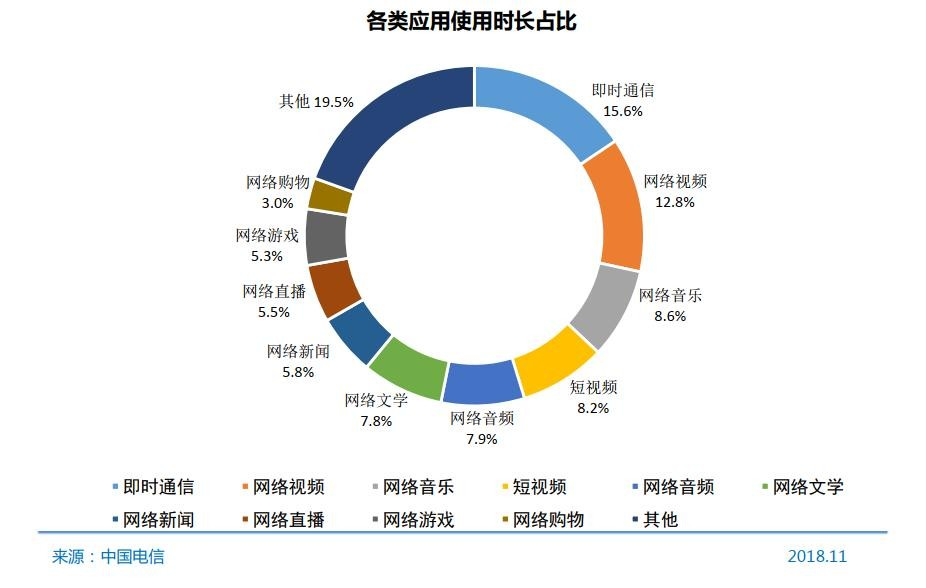 各类应用使用时长占比
即时通信
15.6%
网络视频
12.8%
网络音乐
8.6%
短视频
8.2%
网络音频
7.9%
网络文学
7.8%
网络新闻
5.8%
网络直播
5.5%
网络游戏
5.3%
网络购物
3.0%
其他 19.5%
即时通信 网络视频 网络音乐 短视频 网络音频 网络文学
网络新闻 网络直播 网络游戏 网络购物 其他
来源：中国电信 2018.11